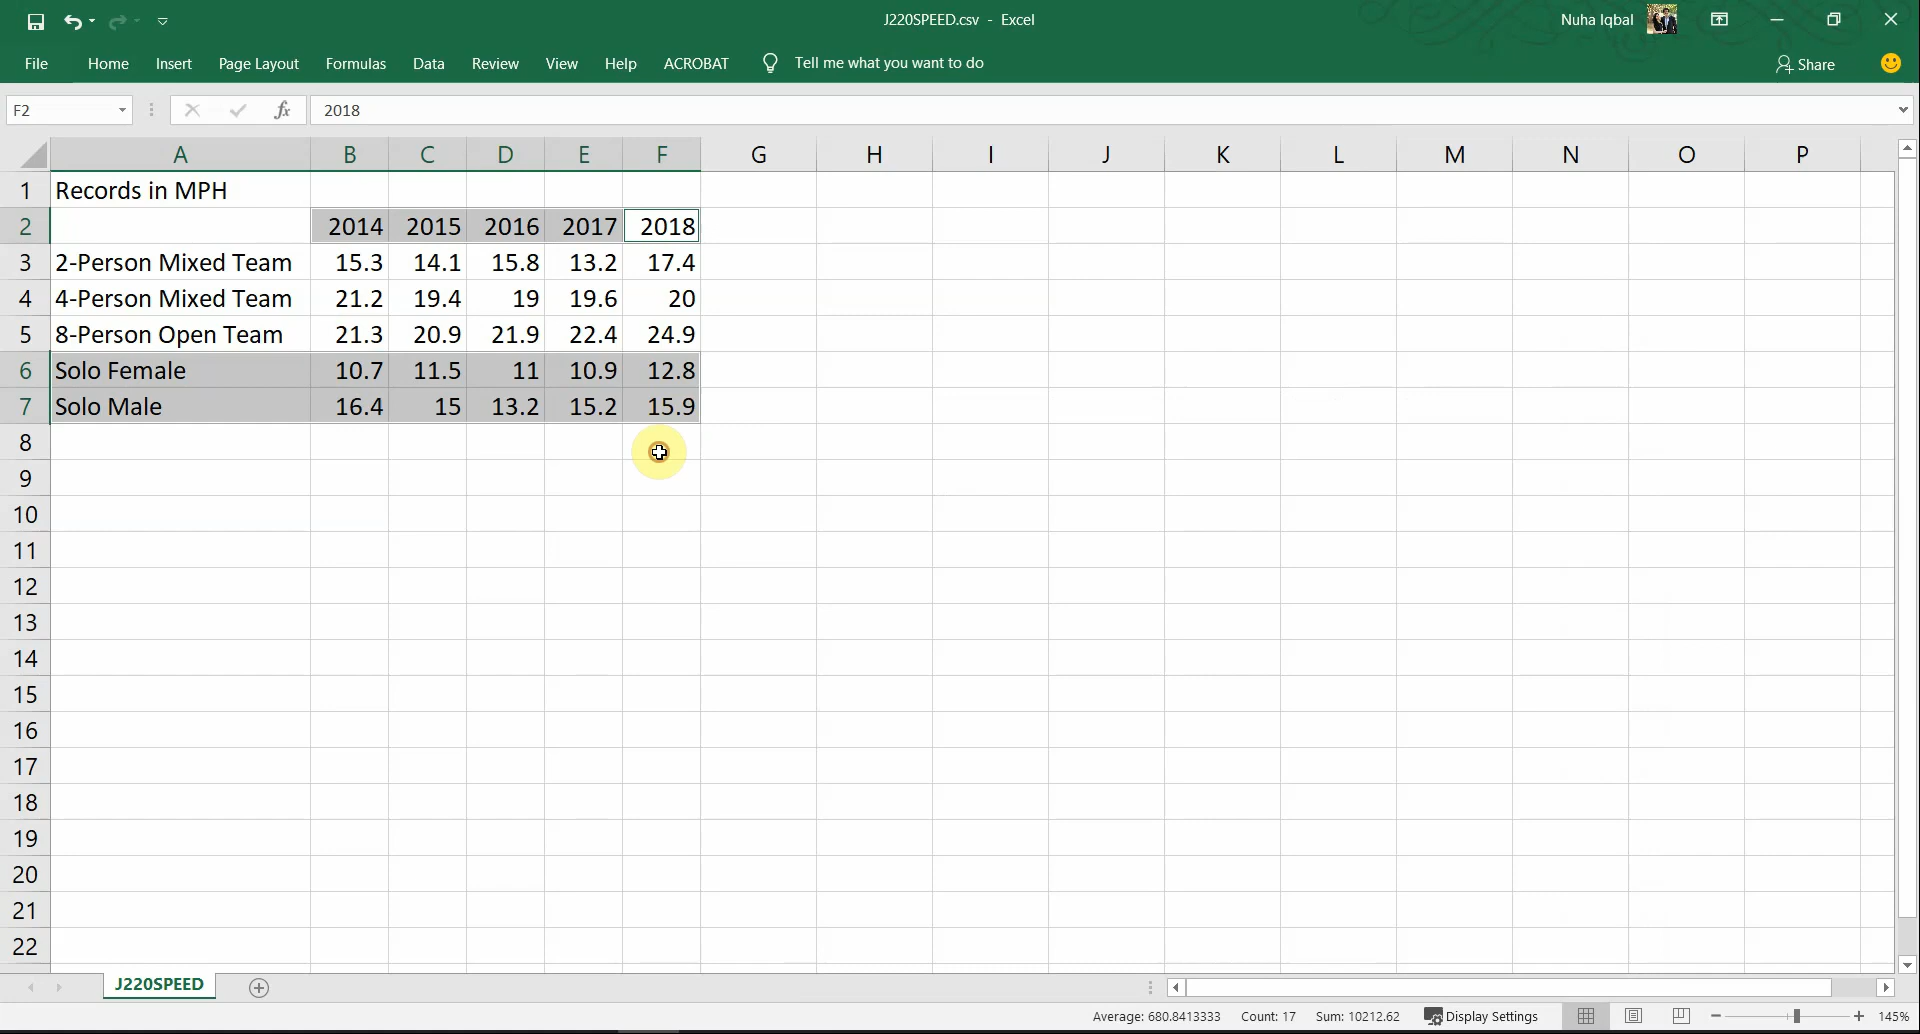 J220SPEED.csv - Excel
Nuha Iqbal
File Home Insert Page Layout Formulas Data Review View Help ACROBAT Tell me what you want to do Share
F2 fx 2018
A B C D E F G H I J K L M N O P
1 Records in MPH
2 2014 2015 2016 2017 2018
3 2-Person Mixed Team 15.3 14.1 15.8 13.2 17.4
4 4-Person Mixed Team 21.2 19.4 19 19.6 20
5 8-Person Open Team 21.3 20.9 21.9 22.4 24.9
6 Solo Female 10.7 11.5 11 10.9 12.8
7 Solo Male 16.4 15 13.2 15.2 15.9
8
9
10
11
12
13
14
15
16
17
18
19
20
21
22
J220SPEED
Average: 680.8413333 Count: 17 Sum: 10212.62 Display Settings 145%